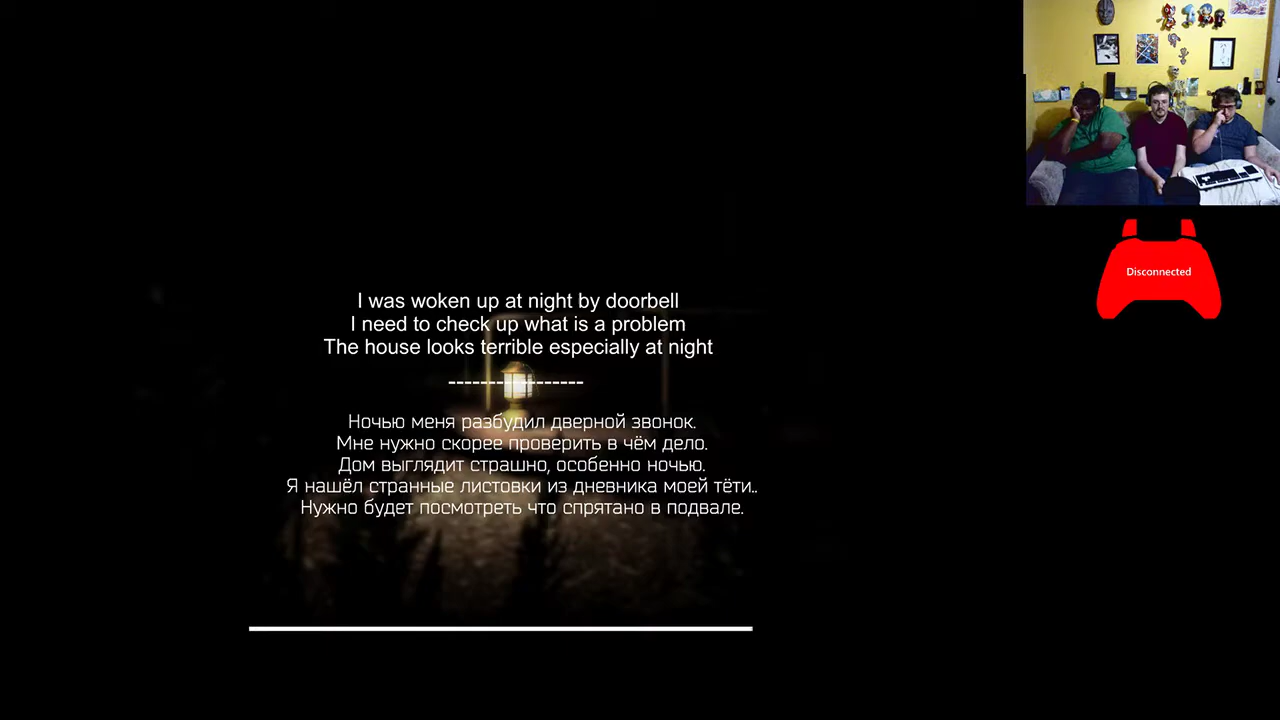 I was woken up at night by doorbell
I need to check up what is a problem
The house looks terrible especially at night
-----------------
Ночью меня разбудил дверной звонок.
Мне нужно скорее проверить в чём дело.
Дом выглядит страшно, особенно ночью.
Я нашёл странные листовки из дневника моей тёти..
Нужно будет посмотреть что спрятано в подвале.
Disconnected